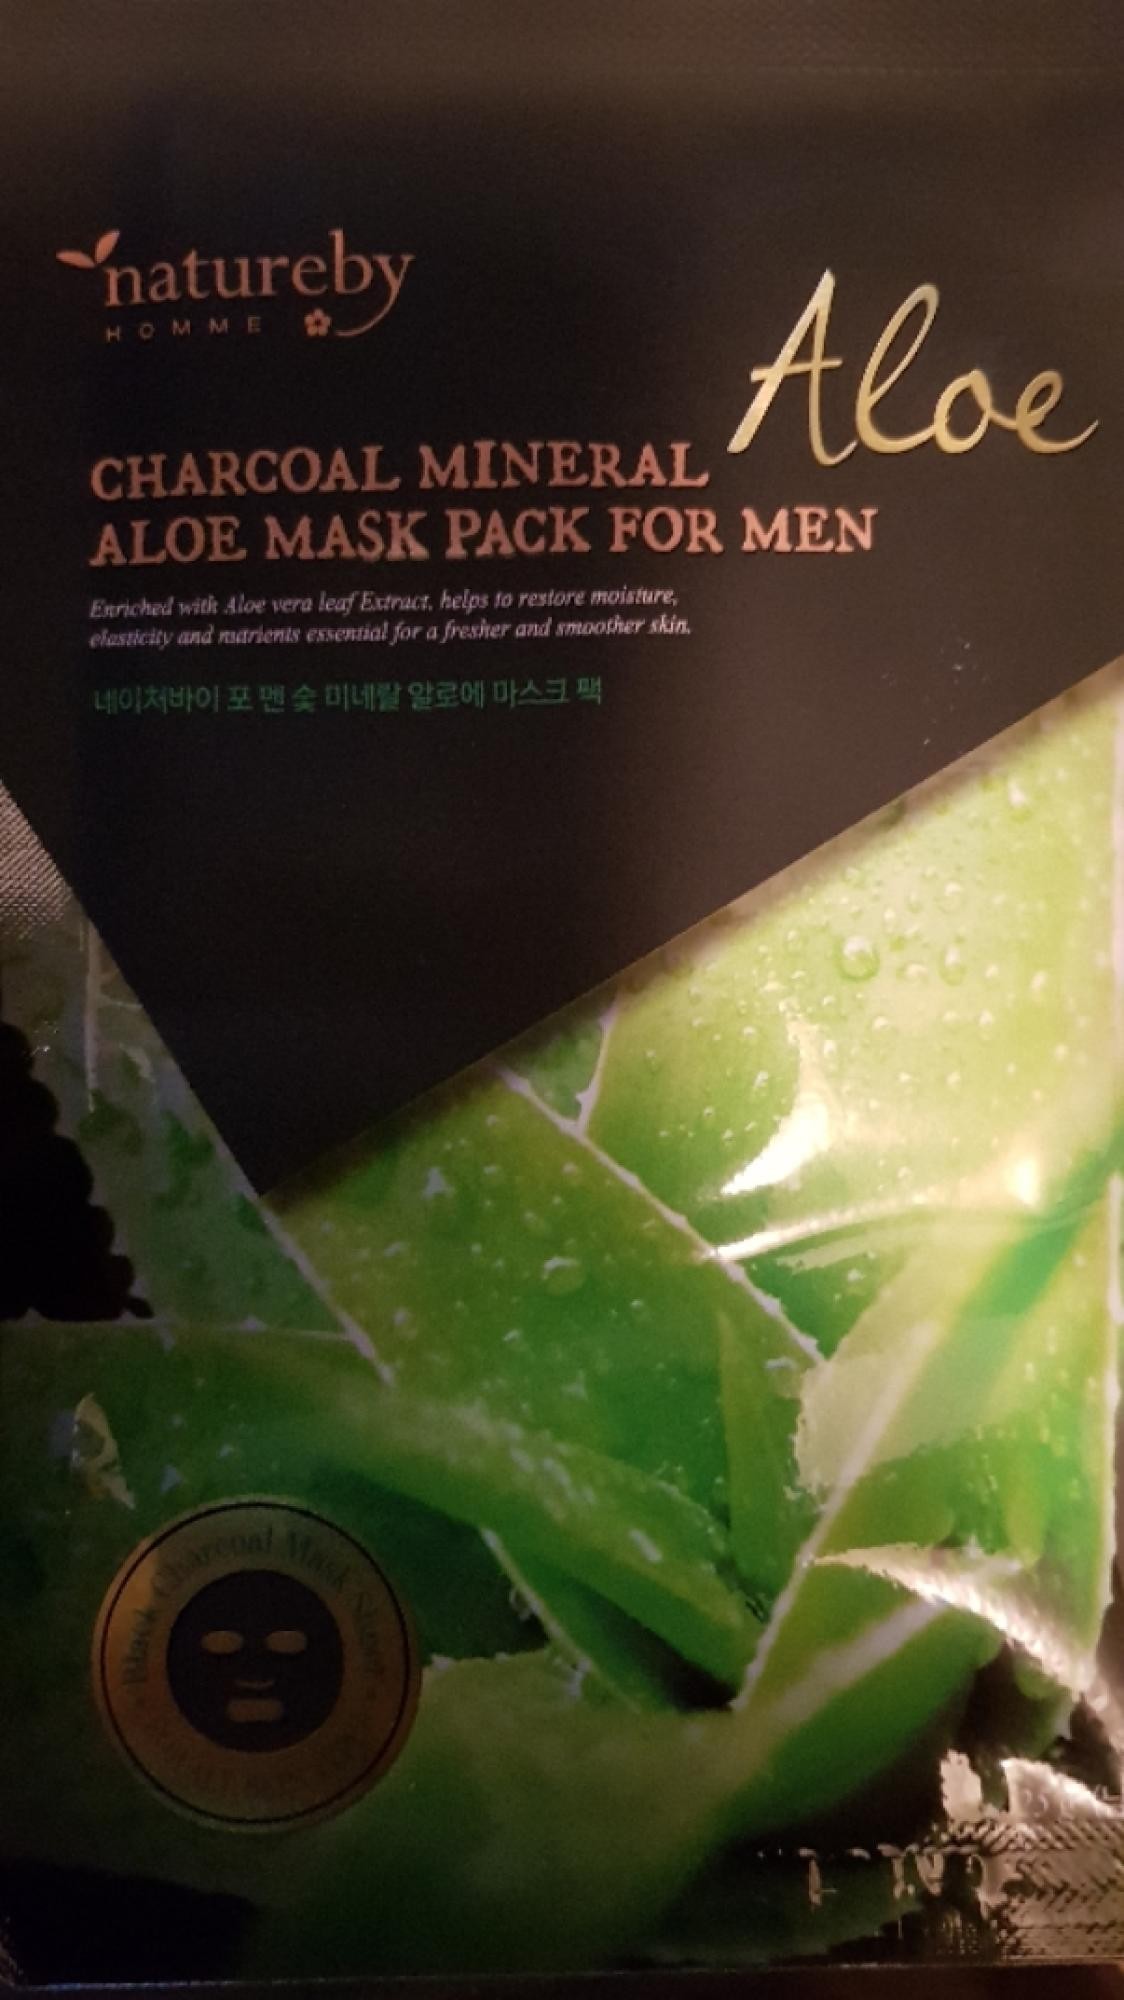 natureby
HOMME
Aloe
CHARCOAL MINERAL
ALOE MASK PACK FOR MEN
Enriched with Aloe vera leaf Extract, helps to restore moisture,
elasticity and nutrients essential for a fresher and smoother skin.
네이처바이 포 맨 숯 미네랄 알로에 마스크 팩
Black Charcoal Mask Sheet